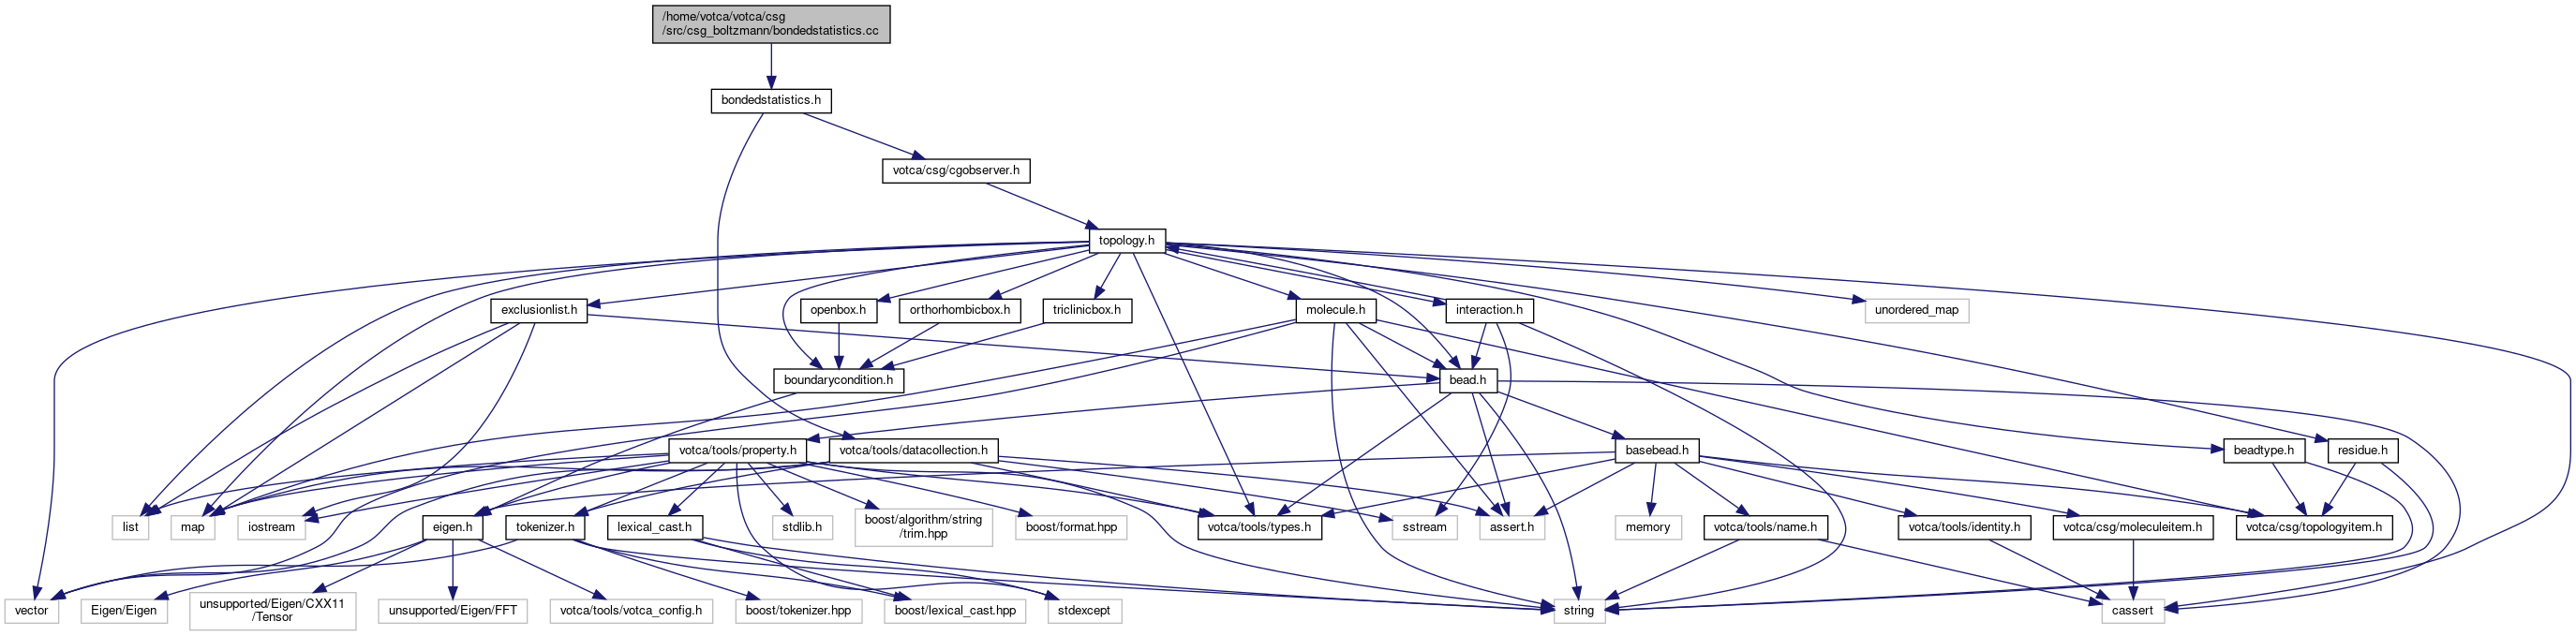 /home/votca/votca/csg
/src/csg_boltzmann/bondedstatistics.cc
bondedstatistics.h
votca/csg/cgobserver.h
topology.h
exclusionlist.h
openbox.h
orthorhombicbox.h
triclinicbox.h
molecule.h
interaction.h
unordered_map
boundarycondition.h
bead.h
votca/tools/property.h
votca/tools/datacollection.h
basebead.h
beadtype.h
residue.h
list
map
iostream
eigen.h
tokenizer.h
lexical_cast.h
stdlib.h
boost/algorithm/string
/trim.hpp
boost/format.hpp
votca/tools/types.h
sstream
assert.h
memory
votca/tools/name.h
votca/tools/identity.h
votca/csg/moleculeitem.h
votca/csg/topologyitem.h
vector
Eigen/Eigen
unsupported/Eigen/CXX11
/Tensor
unsupported/Eigen/FFT
votca/tools/votca_config.h
boost/tokenizer.hpp
boost/lexical_cast.hpp
stdexcept
string
cassert